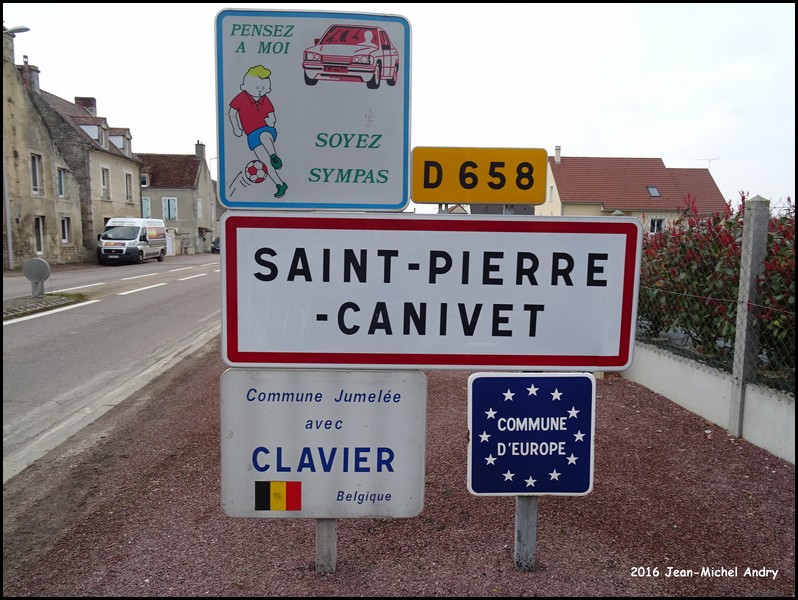 PENSEZ
A MOI
SOYEZ
SYMPAS
D 658
SAINT-PIERRE
-CANIVET
Commune Jumelée
avec
CLAVIER
Belgique
COMMUNE
D'EUROPE
2016 Jean-Michel Andry